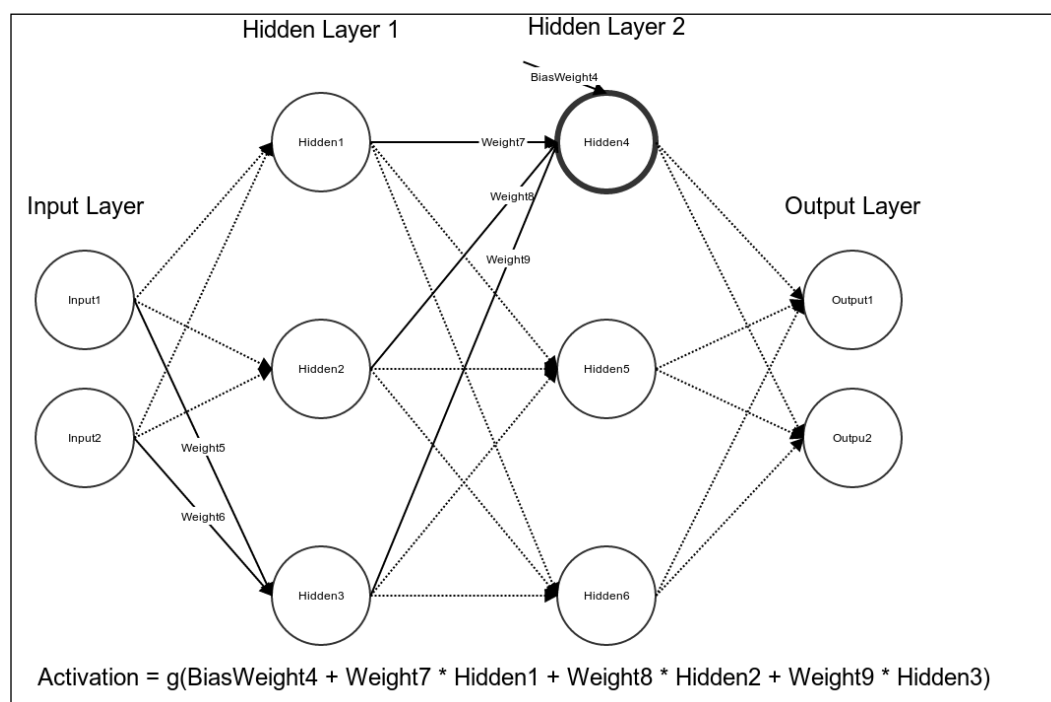 Hidden Layer 1
Hidden Layer 2
BiasWeight4
Hidden1
Weight7
Hidden4
Weight8
Input Layer
Output Layer
Weight9
Input1
Output1
Hidden2
Hidden5
Input2
Outpu2
Weight5
Weight6
Hidden3
Hidden6
Activation = g(BiasWeight4 + Weight7 * Hidden1 + Weight8 * Hidden2 + Weight9 * Hidden3)